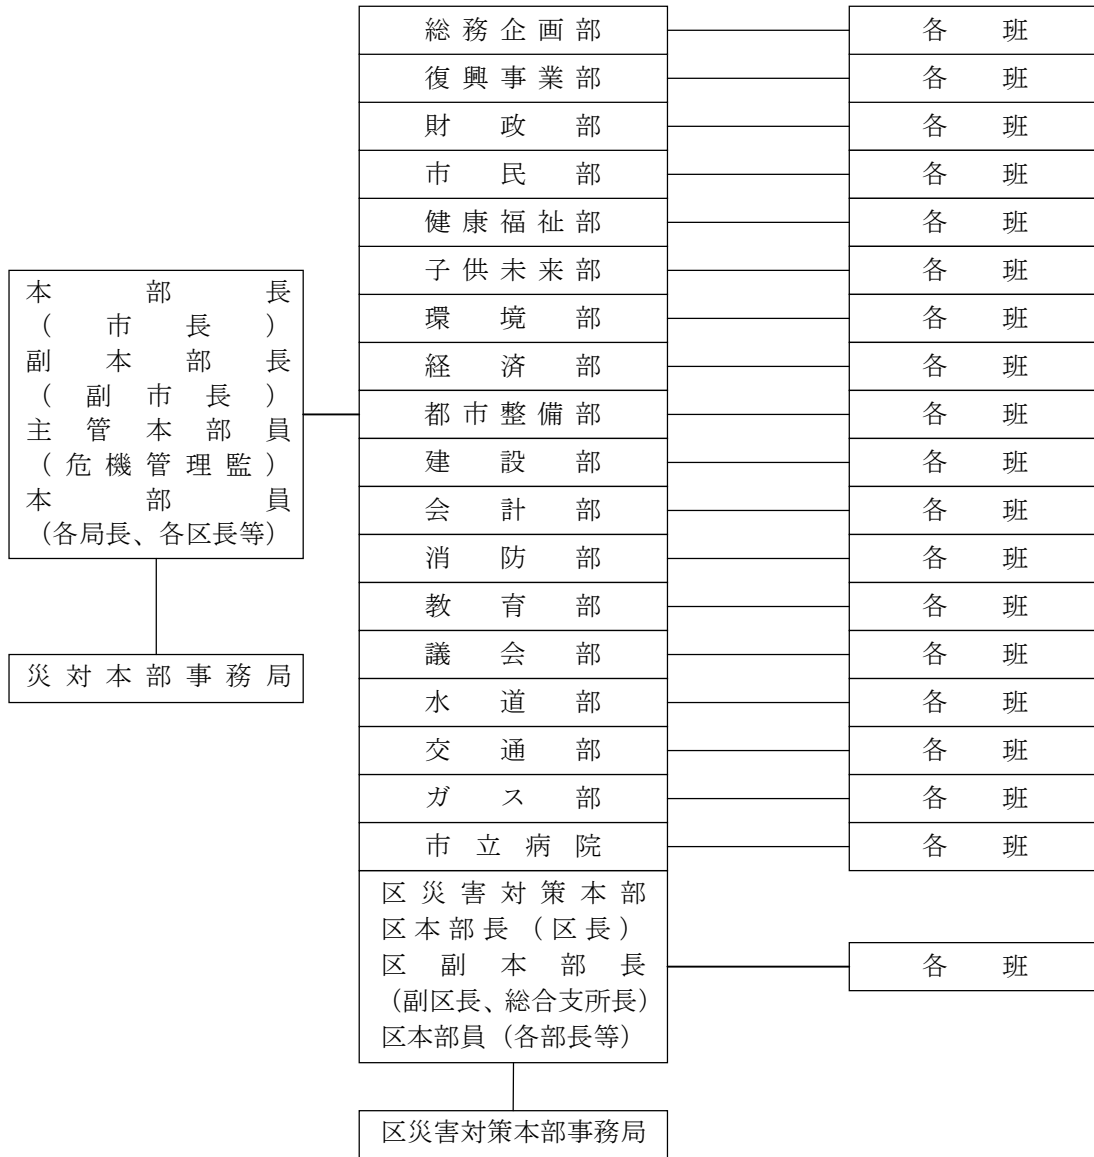 本部長
（市長）
副本部長
（副市長）
主管本部員
（危機管理監）
本部員
（各局長、各区長等）
災対本部事務局
総務企画部 各班
復興事業部 各班
財政部 各班
市民部 各班
健康福祉部 各班
子供未来部 各班
環境部 各班
経済部 各班
都市整備部 各班
建設部 各班
会計部 各班
消防部 各班
教育部 各班
議会部 各班
水道部 各班
交通部 各班
ガス部 各班
市立病院 各班
区災害対策本部
区本部長（区長）
区副本部長
（副区長、総合支所長）
区本部員（各部長等）
各班
区災害対策本部事務局